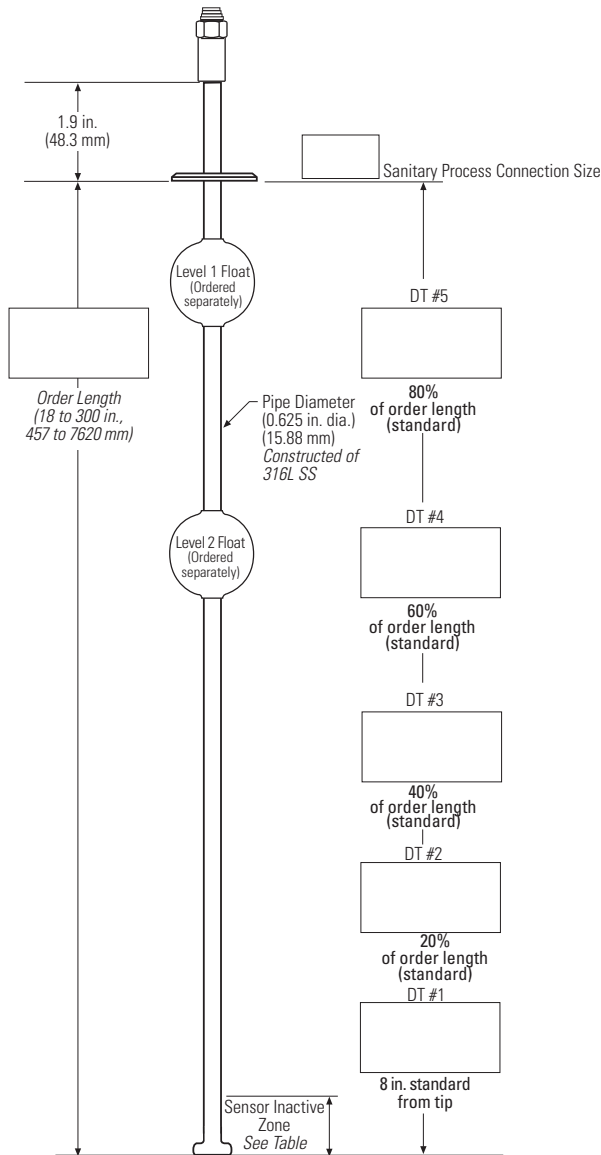 1.9 in.
(48.3 mm)
Sanitary Process Connection Size
Level 1 Float
(Ordered
separately)
DT #5
Order Length
(18 to 300 in.,
457 to 7620 mm)
80%
of order length
(standard)
Pipe Diameter
(0.625 in. dia.)
(15.88 mm)
Constructed of
316L SS
DT #4
Level 2 Float
(Ordered
separately)
60%
of order length
(standard)
DT #3
40%
of order length
(standard)
DT #2
20%
of order length
(standard)
DT #1
8 in. standard
from tip
Sensor Inactive
Zone
See Table